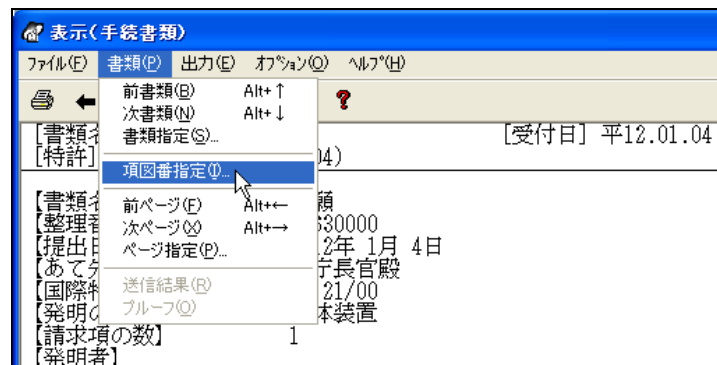 表示(手続書類)
ファイル(F) 書類(P) 出力(E) オプション(O) ヘルプ(H)
前書類(B) Alt+↑
次書類(N) Alt+↓
書類指定(S)...
項図番指定(I)...
前ページ(F) Alt+←
次ページ(X) Alt+→
ページ指定(P)...
送信結果(R)
プルーフ(O)
?
[書類名 [受付日] 平12.01.04
[特許] 04)
【書類名 願
【整理番 630000
【提出日 2年 1月 4日
【あて先 庁長官殿
【国際特 21/00
【発明の 体装置
【請求項の数】 1
【発明者】